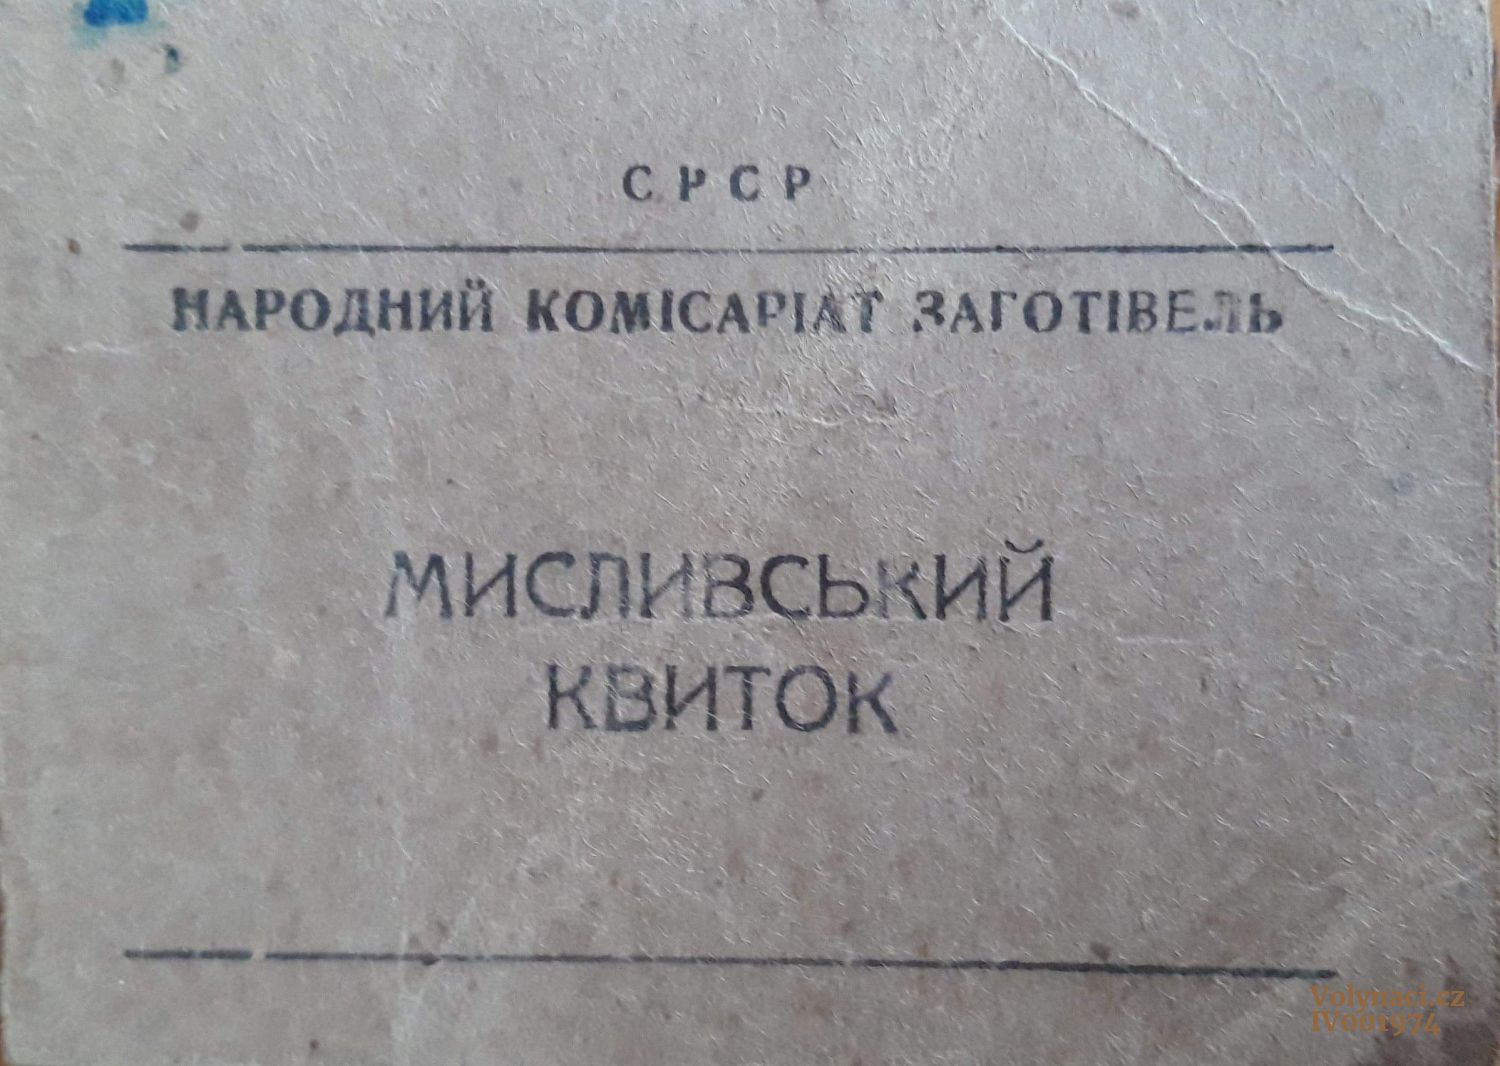 СРСР
НАРОДНИЙ КОМІСАРІАТ ЗАГОТІВЕЛЬ
МИСЛИВСЬКИЙ
КВИТОК
Volynaci.cz
IV001974